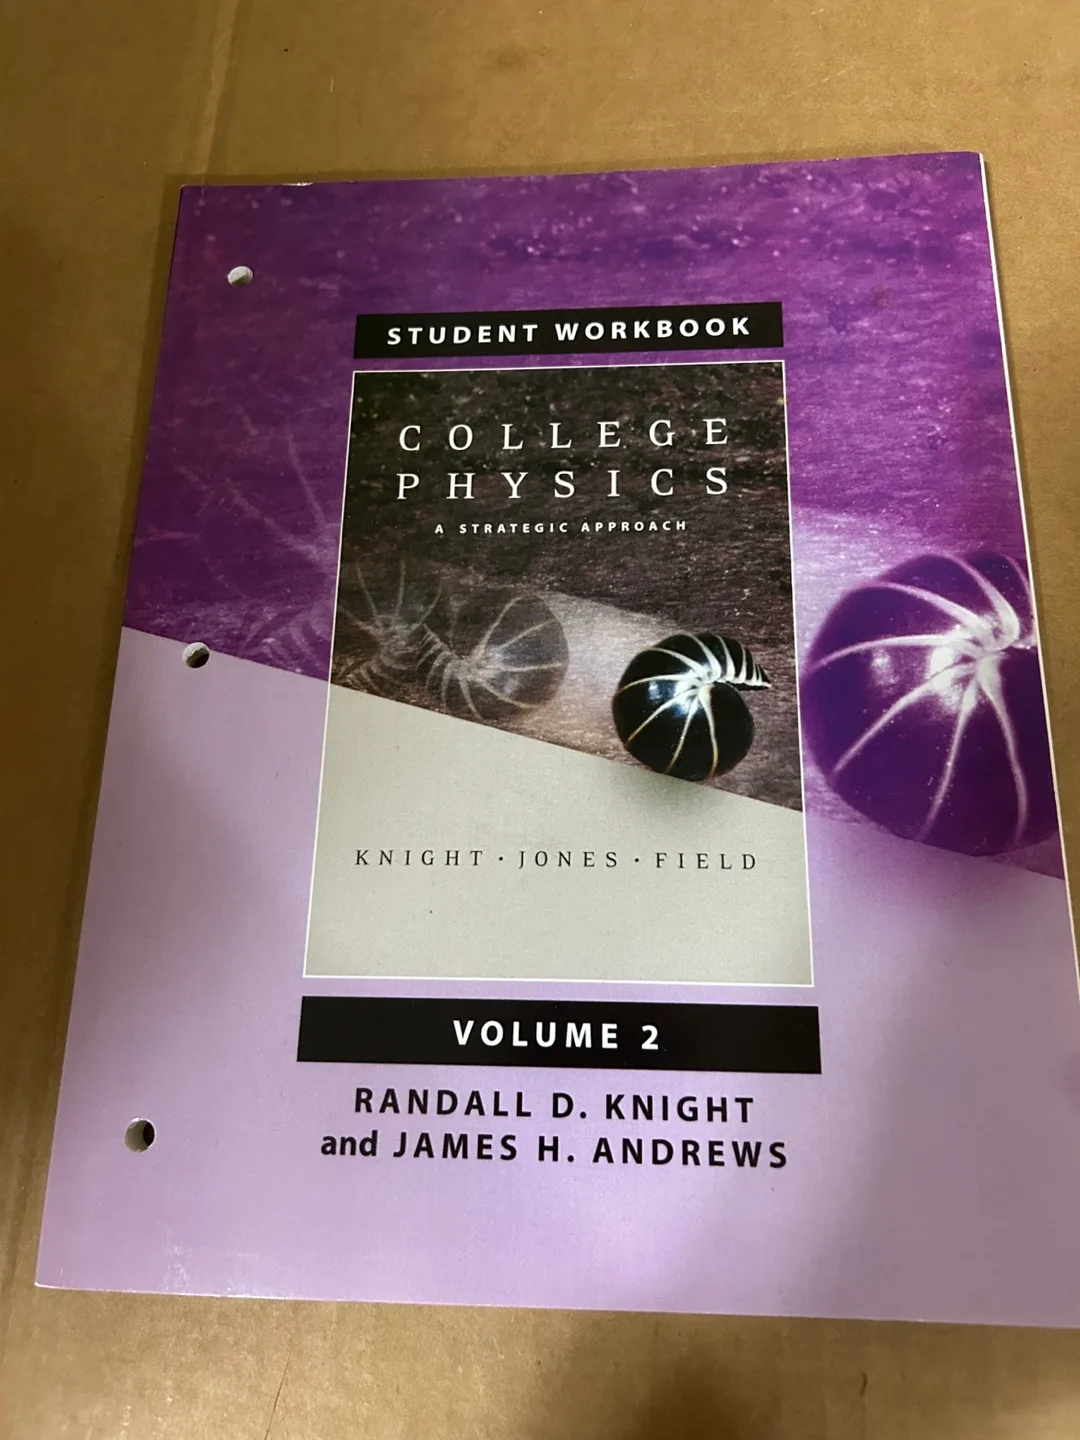 STUDENT WORKBOOK
COLLEGE
PHYSICS
A STRATEGIC APPROACH
KNIGHT · JONES · FIELD
VOLUME 2
RANDALL D. KNIGHT
and JAMES H. ANDREWS